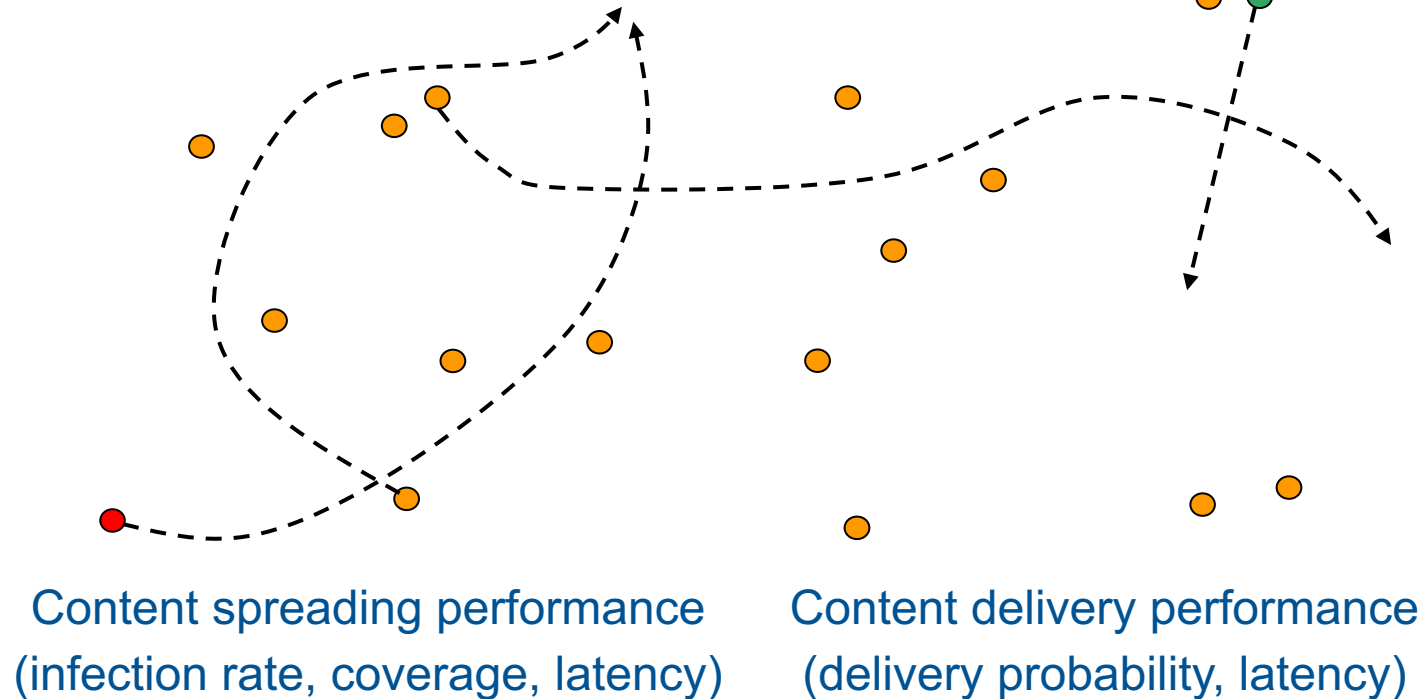 Content spreading performance
(infection rate, coverage, latency)
Content delivery performance
(delivery probability, latency)